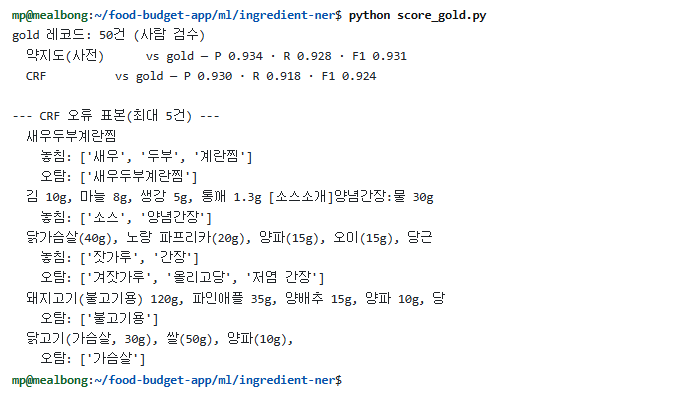 mp@mealbong:~/food-budget-app/ml/ingredient-ner$ python score_gold.py
gold 레코드: 50건 (사람 검수)
약지도(사전) vs gold — P 0.934 · R 0.928 · F1 0.931
CRF vs gold — P 0.930 · R 0.918 · F1 0.924
--- CRF 오류 표본(최대 5건) ---
새우두부계란찜
놓침: ['새우', '두부', '계란찜']
오탐: ['새우두부계란찜']
김 10g, 마늘 8g, 생강 5g, 통깨 1.3g [소스소개]양념간장:물 30g
놓침: ['소스', '양념간장']
닭가슴살(40g), 노랑 파프리카(20g), 양파(15g), 오이(15g), 당근
놓침: ['잣가루', '간장']
오탐: ['겨잣가루', '올리고당', '저염 간장']
돼지고기(불고기용) 120g, 파인애플 35g, 양배추 15g, 양파 10g, 당
오탐: ['불고기용']
닭고기(가슴살, 30g), 쌀(50g), 양파(10g),
오탐: ['가슴살']
mp@mealbong:~/food-budget-app/ml/ingredient-ner$